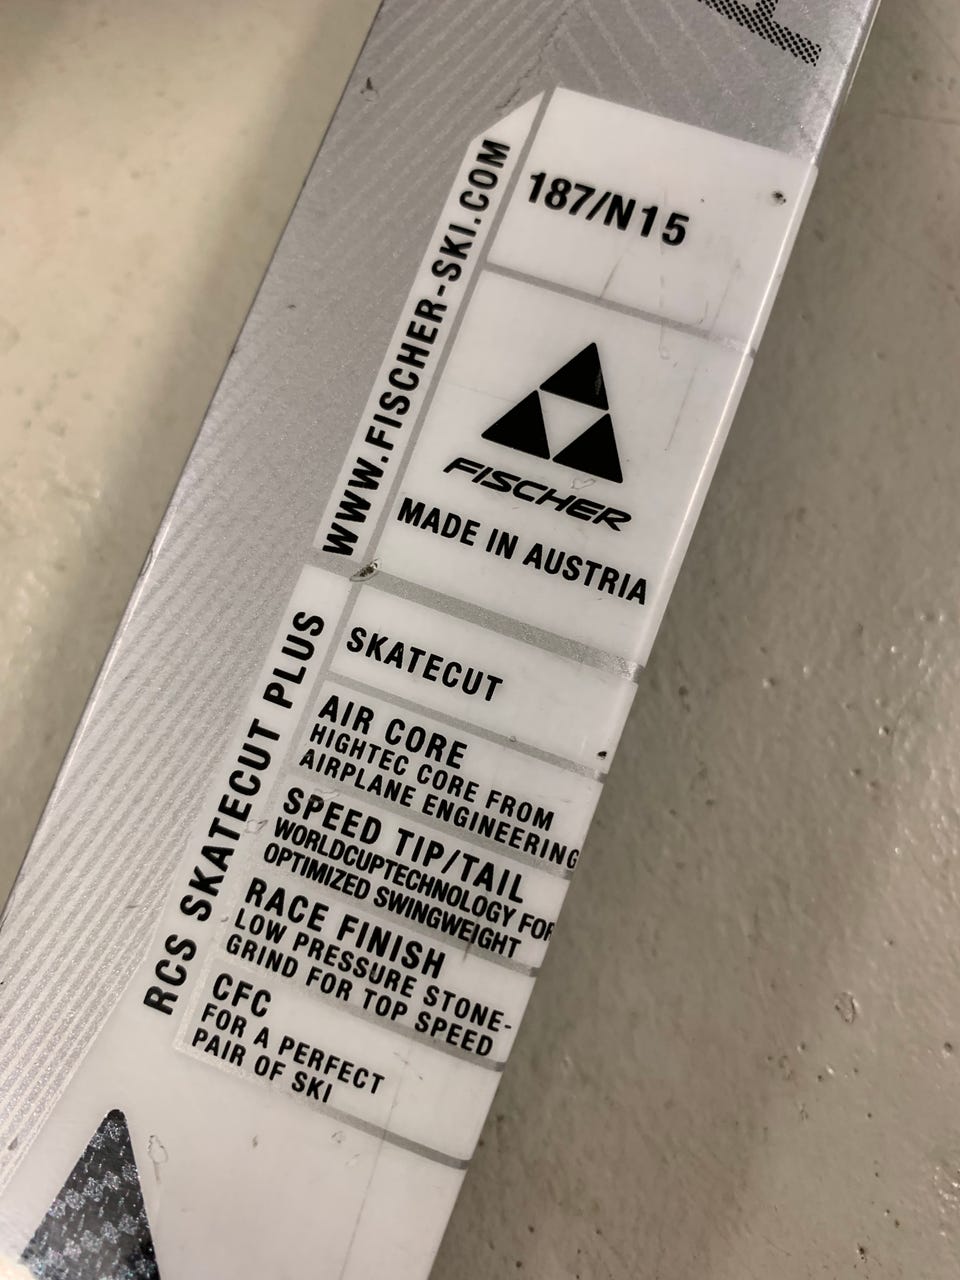 187/N15
WWW.FISCHER-SKI.COM
FISCHER
MADE IN AUSTRIA
RCS SKATECUT PLUS
SKATECUT
AIR CORE
HIGHTEC CORE FROM
AIRPLANE ENGINEERING
SPEED TIP/TAIL
WORLDCUPTECHNOLOGY FOR
OPTIMIZED SWINGWEIGHT
RACE FINISH
LOW PRESSURE STONE-
GRIND FOR TOP SPEED
CFC
FOR A PERFECT
PAIR OF SKI